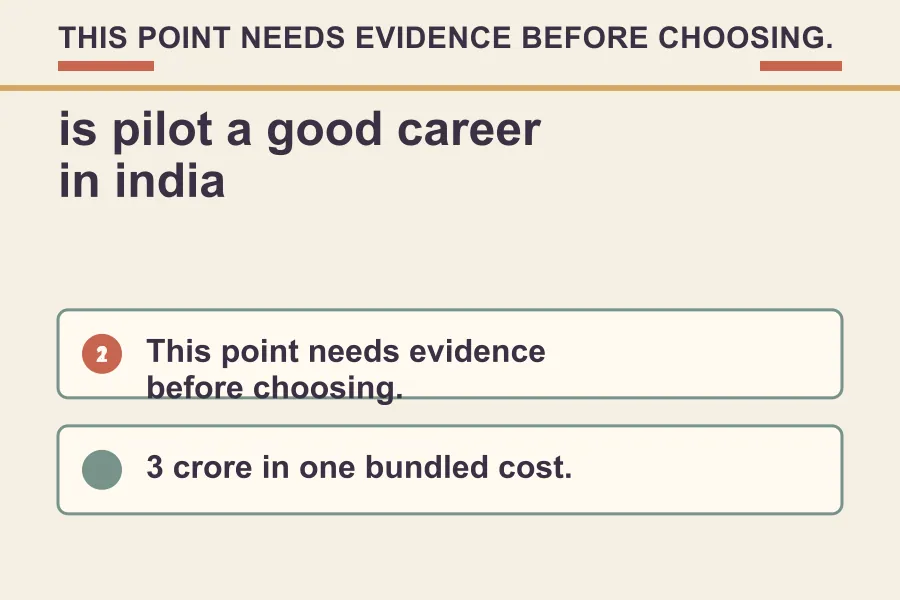 THIS POINT NEEDS EVIDENCE BEFORE CHOOSING.
is pilot a good career
in india
2
This point needs evidence
before choosing.
3 crore in one bundled cost.